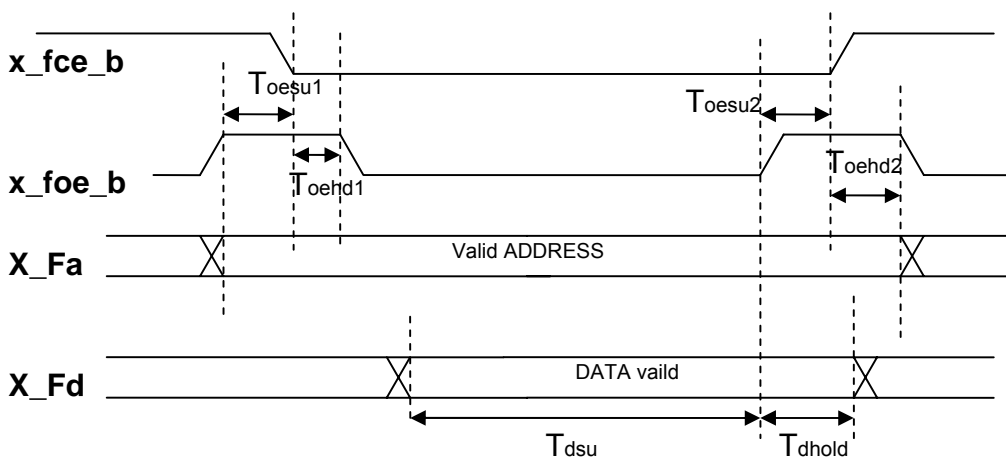 x_fce_b
Toesu1
Toesu2
x_foe_b
Toehd1
Toehd2
X_Fa
Valid ADDRESS
X_Fd
DATA vaild
Tdsu
Tdhold